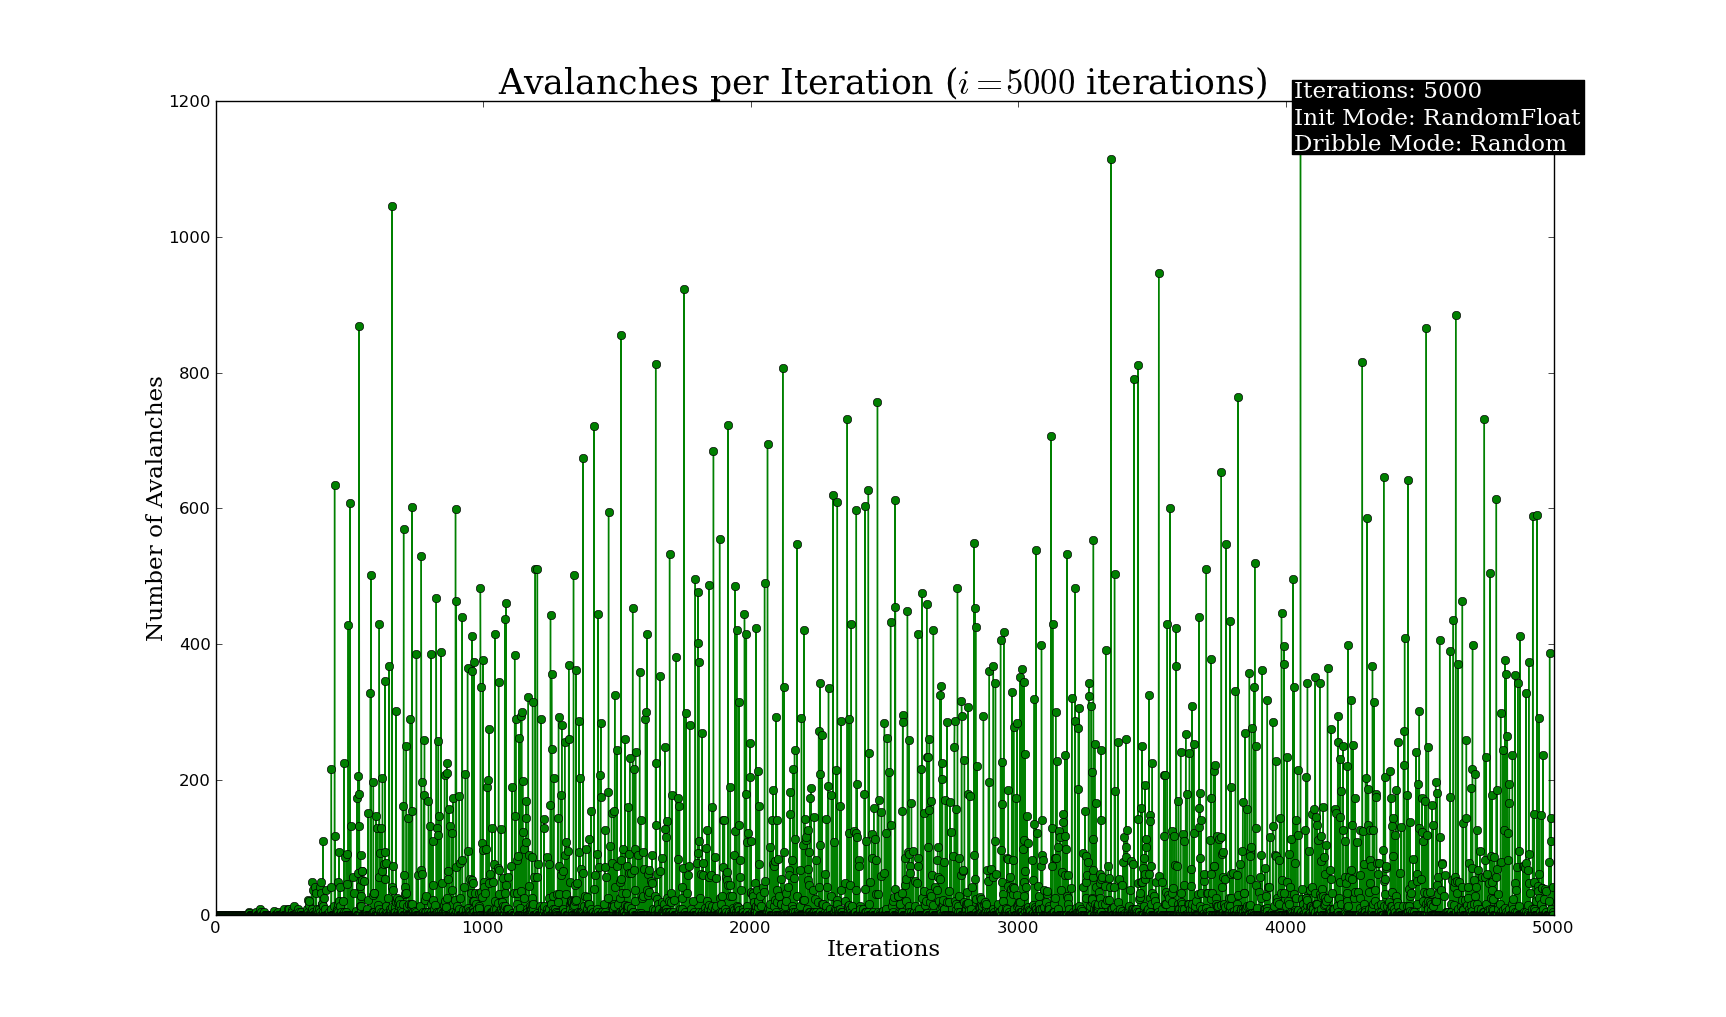 Avalanches per Iteration (i = 5000 iterations)
Iterations: 5000
Init Mode: RandomFloat
Dribble Mode: Random
1200
1000
800
600
400
200
0
Number of Avalanches
0 1000 2000 3000 4000 5000
Iterations